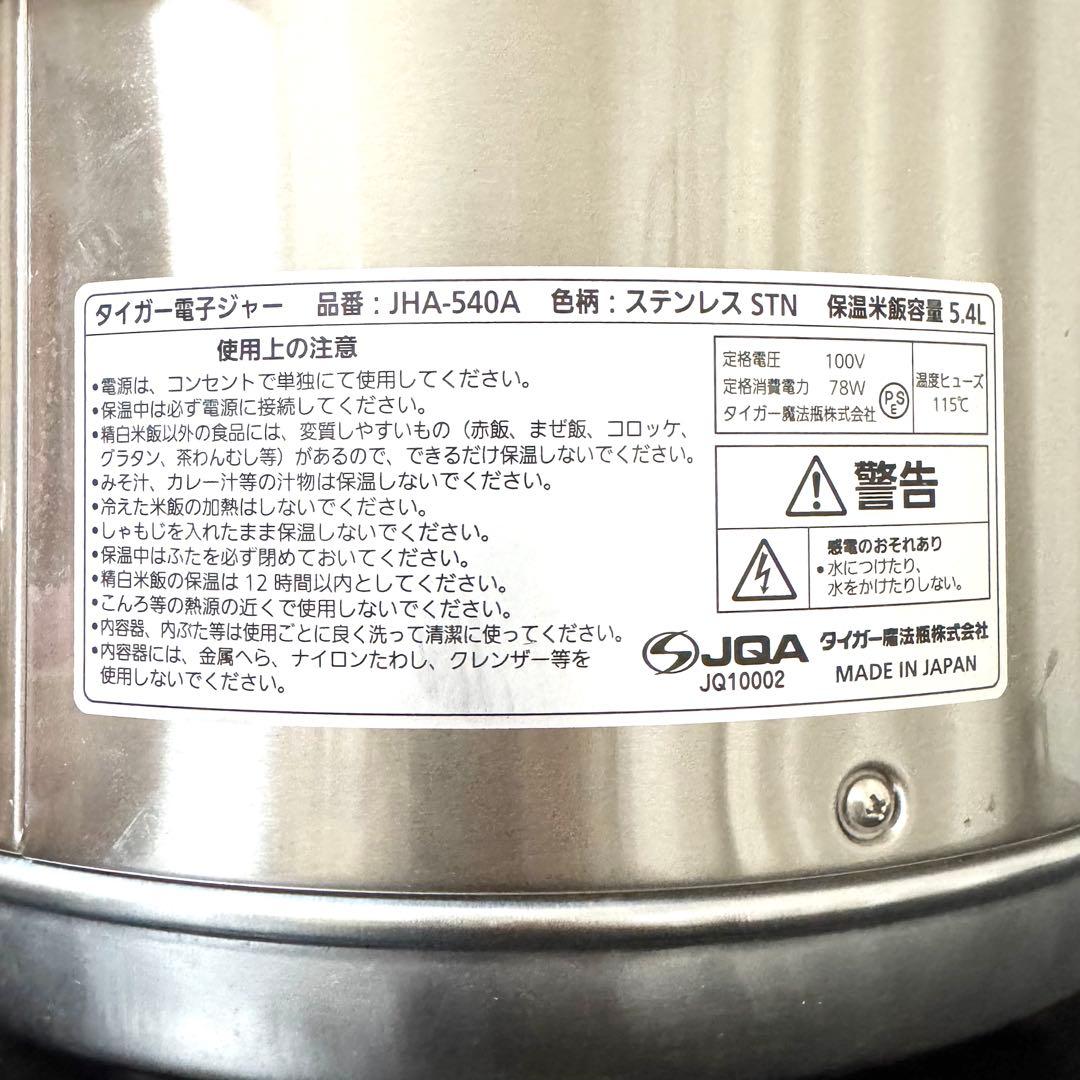 タイガー電子ジャー 品番：JHA-540A 色柄：ステンレス STN 保温米飯容量 5.4L
使用上の注意
•電源は、コンセントで単独にて使用してください。
•保温中は必ず電源に接続してください。
•精白米飯以外の食品には、変質しやすいもの（赤飯、まぜ飯、コロッケ、
グラタン、茶わんむし等）があるので、できるだけ保温しないでください。
•みそ汁、カレー汁等の汁物は保温しないでください。
•冷えた米飯の加熱はしないでください。
•しゃもじを入れたまま保温しないでください。
•保温中はふたを必ず閉めておいてください。
•精白米飯の保温は12時間以内としてください。
•こんろ等の熱源の近くで使用しないでください。
•内容器、内ぶた等は使用ごとに良く洗って清潔に使ってください。
•内容器には、金属へら、ナイロンたわし、クレンザー等を
使用しないでください。
定格電圧 100V
定格消費電力 78W
タイガー魔法瓶株式会社
PSE
温度ヒューズ
115℃
警告
感電のおそれあり
•水につけたり、
水をかけたりしない。
JQA
JQ10002
タイガー魔法瓶株式会社
MADE IN JAPAN